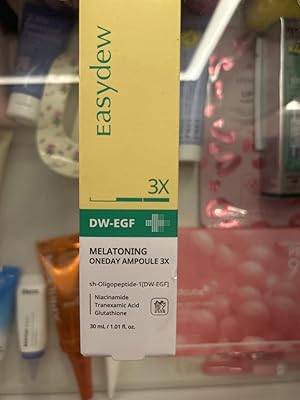 Easydew
3X
DW-EGF
MELATONING
ONEDAY AMPOULE 3X
sh-Oligopeptide-1[DW-EGF]
Niacinamide
Tranexamic Acid
Glutathione
30 mL / 1.01 fl. oz.